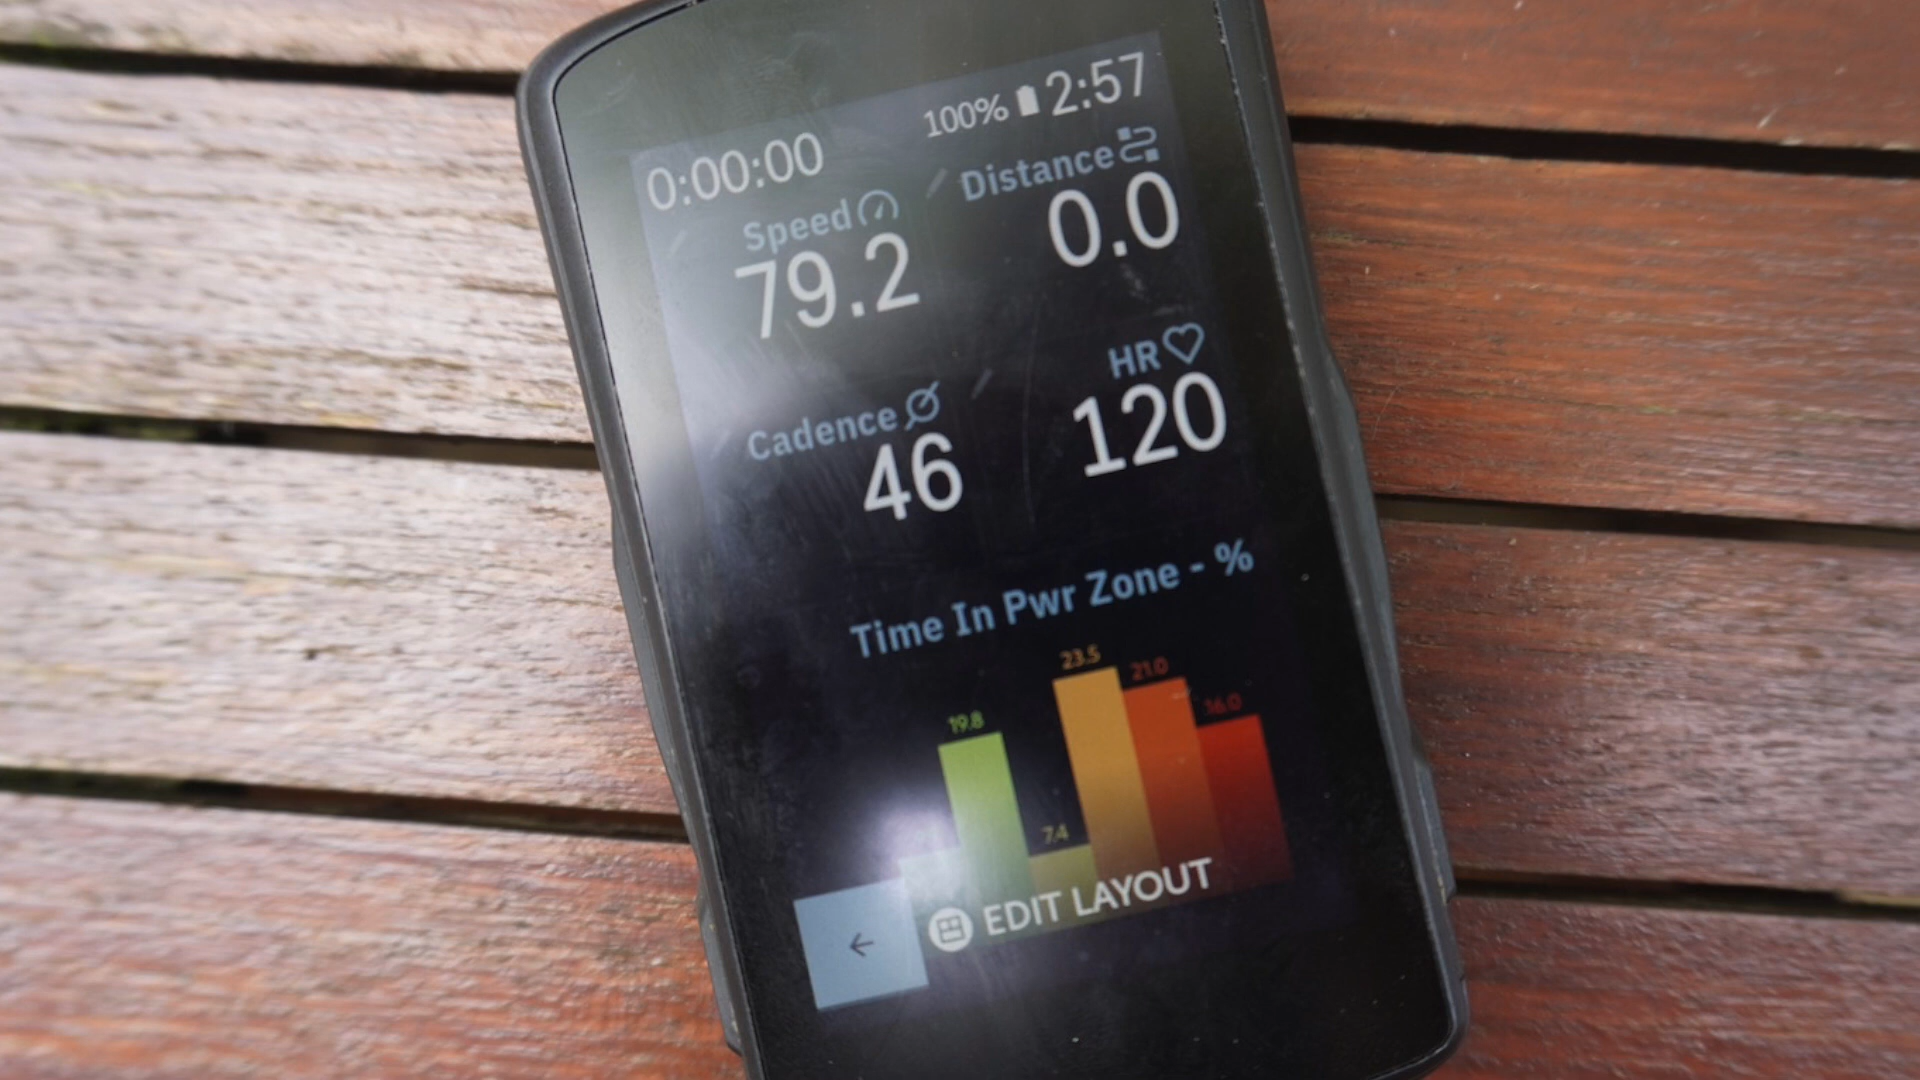 0:00:00 100% 2:57
Speed Distance
79.2 0.0
Cadence HR
46 120
Time In Pwr Zone - %
23.5 21.0
19.8 16.0
7.4
EDIT LAYOUT